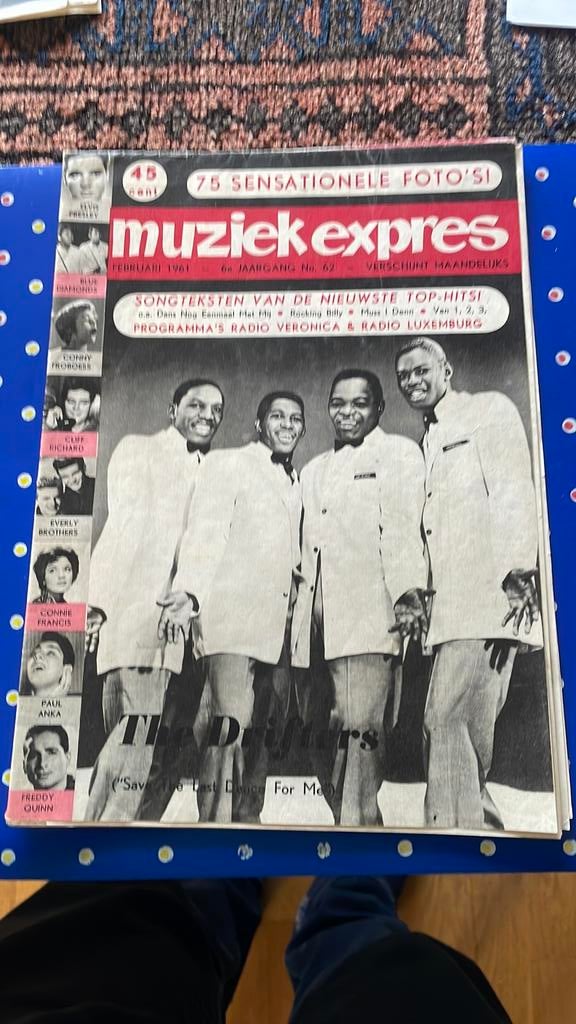 45
cent
75 SENSATIONELE FOTO'S!
muziek expres
FEBRUARI 1961 - 6e JAARGANG No. 62 - VERSCHIJNT MAANDELIJKS
SONGTEKSTEN VAN DE NIEUWSTE TOP-HITS!
o.a. Dans Nog Eenmaal Met Mij • Rocking Billy • Muss I Denn • Van 1, 2, 3,
PROGRAMMA'S RADIO VERONICA & RADIO LUXEMBURG
ELVIS
PRESLEY
BLUE
DIAMONDS
CONNY
FROBOESS
CLIFF
RICHARD
EVERLY
BROTHERS
CONNIE
FRANCIS
PAUL
ANKA
FREDDY
QUINN
The Drifters
("Save The Last Dance For Me")